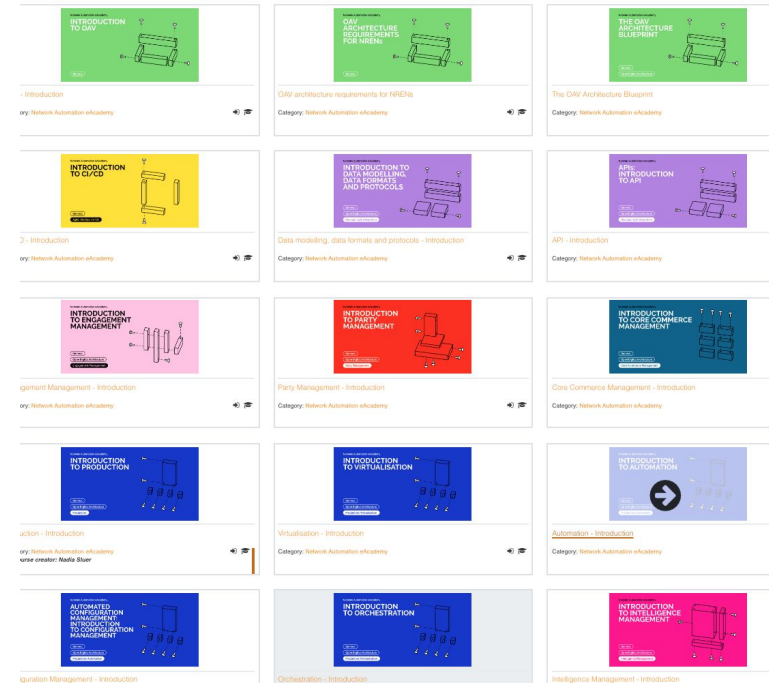 INTRODUCTION
TO OAV
- Introduction
ory: Network Automation eAcademy
OAV
ARCHITECTURE
REQUIREMENTS
FOR NRENs
OAV architecture requirements for NRENs
Category: Network Automation eAcademy
THE OAV
ARCHITECTURE
BLUEPRINT
The OAV Architecture Blueprint
Category: Network Automation eAcademy
INTRODUCTION
TO CI/CD
D - Introduction
ory: Network Automation eAcademy
INTRODUCTION TO
DATA MODELLING,
DATA FORMATS
AND PROTOCOLS
Data modelling, data formats and protocols - Introduction
Category: Network Automation eAcademy
APIs:
INTRODUCTION
TO API
API - Introduction
Category: Network Automation eAcademy
INTRODUCTION
TO ENGAGEMENT
MANAGEMENT
gement Management - Introduction
ory: Network Automation eAcademy
INTRODUCTION
TO PARTY
MANAGEMENT
Party Management - Introduction
Category: Network Automation eAcademy
INTRODUCTION
TO CORE COMMERCE
MANAGEMENT
Core Commerce Management - Introduction
Category: Network Automation eAcademy
INTRODUCTION
TO PRODUCTION
uction - Introduction
ory: Network Automation eAcademy
urse creator: Nadia Sluer
INTRODUCTION
TO VIRTUALISATION
Virtualisation - Introduction
Category: Network Automation eAcademy
INTRODUCTION
TO AUTOMATION
Automation - Introduction
Category: Network Automation eAcademy
AUTOMATED
CONFIGURATION
MANAGEMENT:
INTRODUCTION
TO CONFIGURATION
MANAGEMENT
iguration Management - Introduction
INTRODUCTION
TO ORCHESTRATION
Orchestration - Introduction
INTRODUCTION
TO INTELLIGENCE
MANAGEMENT
Intelligence Management - Introduction